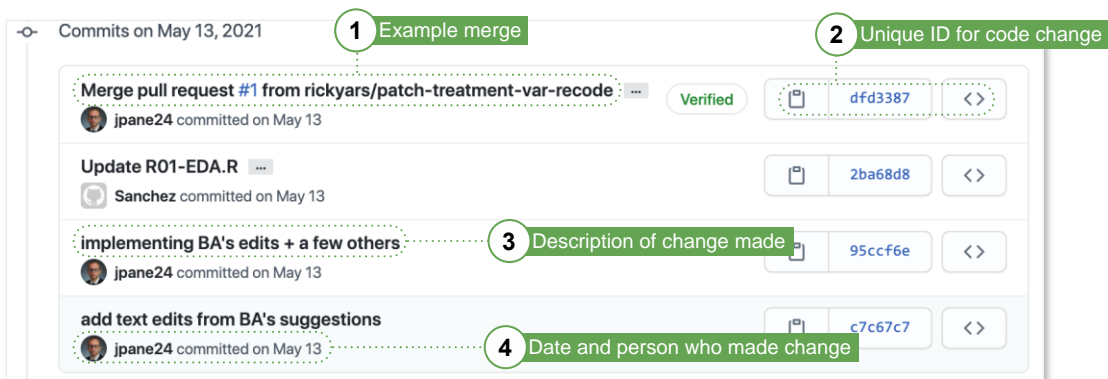 Commits on May 13, 2021
1 Example merge
2 Unique ID for code change
Merge pull request #1 from rickyars/patch-treatment-var-recode ...
Verified
dfd3387
<>
jpane24 committed on May 13
Update R01-EDA.R ...
2ba68d8
<>
Sanchez committed on May 13
implementing BA's edits + a few others
3 Description of change made
95ccf6e
<>
jpane24 committed on May 13
add text edits from BA's suggestions
c7c67c7
<>
jpane24 committed on May 13
4 Date and person who made change